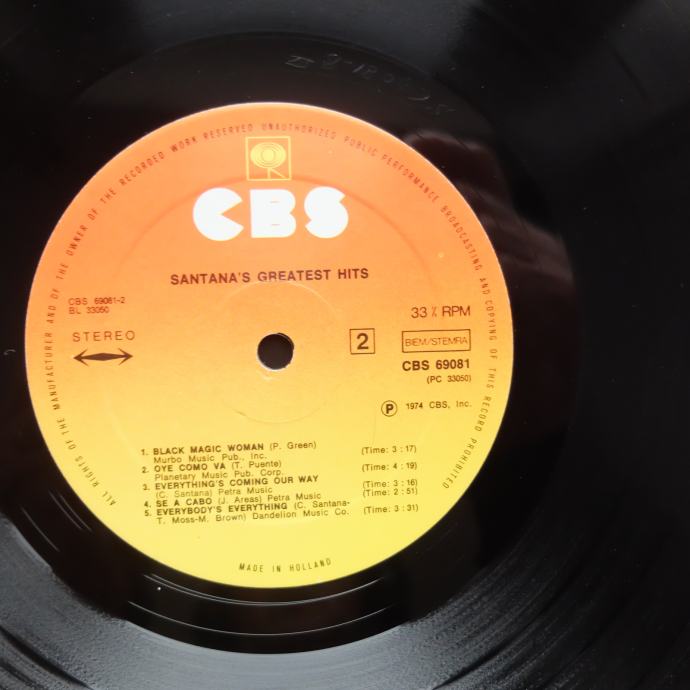 ALL RIGHTS OF THE MANUFACTURER AND OF THE OWNER OF THE RECORDED WORK RESERVED UNAUTHORIZED PUBLIC PERFORMANCE BROADCASTING AND COPYING OF THIS RECORD PROHIBITED
CBS
SANTANA'S GREATEST HITS
CBS 69081-2
BL 33050
33⅓ RPM
STEREO
2
BIEM/STEMRA
CBS 69081
(PC 33050)
Ⓟ 1974 CBS, Inc.
1. BLACK MAGIC WOMAN (P. Green) (Time: 3:17)
Murbo Music Pub., Inc.
2. OYE COMO VA (T. Puente) (Time: 4:19)
Planetary Music Pub. Corp.
3. EVERYTHING'S COMING OUR WAY (Time: 3:16)
(C. Santana) Petra Music
4. SE A CABO (J. Areas) Petra Music (Time: 2:51)
5. EVERYBODY'S EVERYTHING (C. Santana- (Time: 3:31)
T. Moss-M. Brown) Dandelion Music Co.
MADE IN HOLLAND